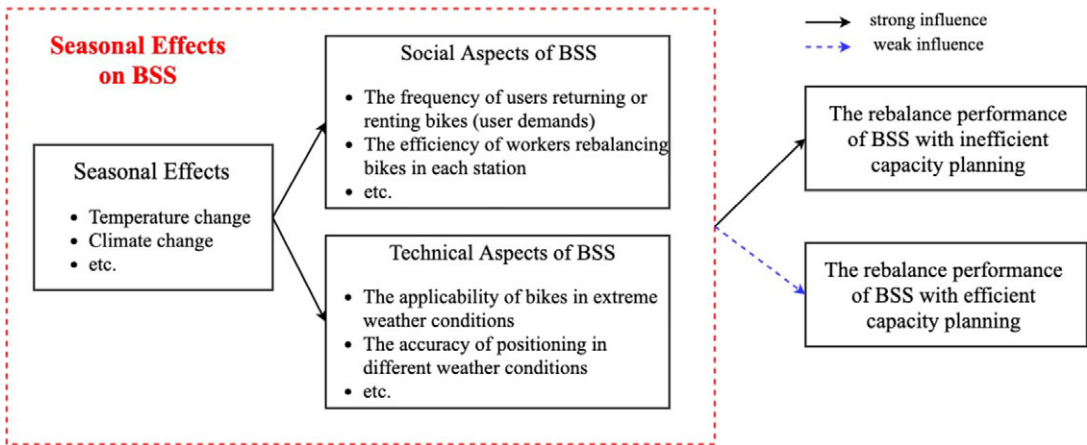 Seasonal Effects
on BSS
Seasonal Effects
• Temperature change
• Climate change
• etc.
Social Aspects of BSS
• The frequency of users returning or
renting bikes (user demands)
• The efficiency of workers rebalancing
bikes in each station
• etc.
Technical Aspects of BSS
• The applicability of bikes in extreme
weather conditions
• The accuracy of positioning in
different weather conditions
• etc.
strong influence
weak influence
The rebalance performance
of BSS with inefficient
capacity planning
The rebalance performance
of BSS with efficient
capacity planning